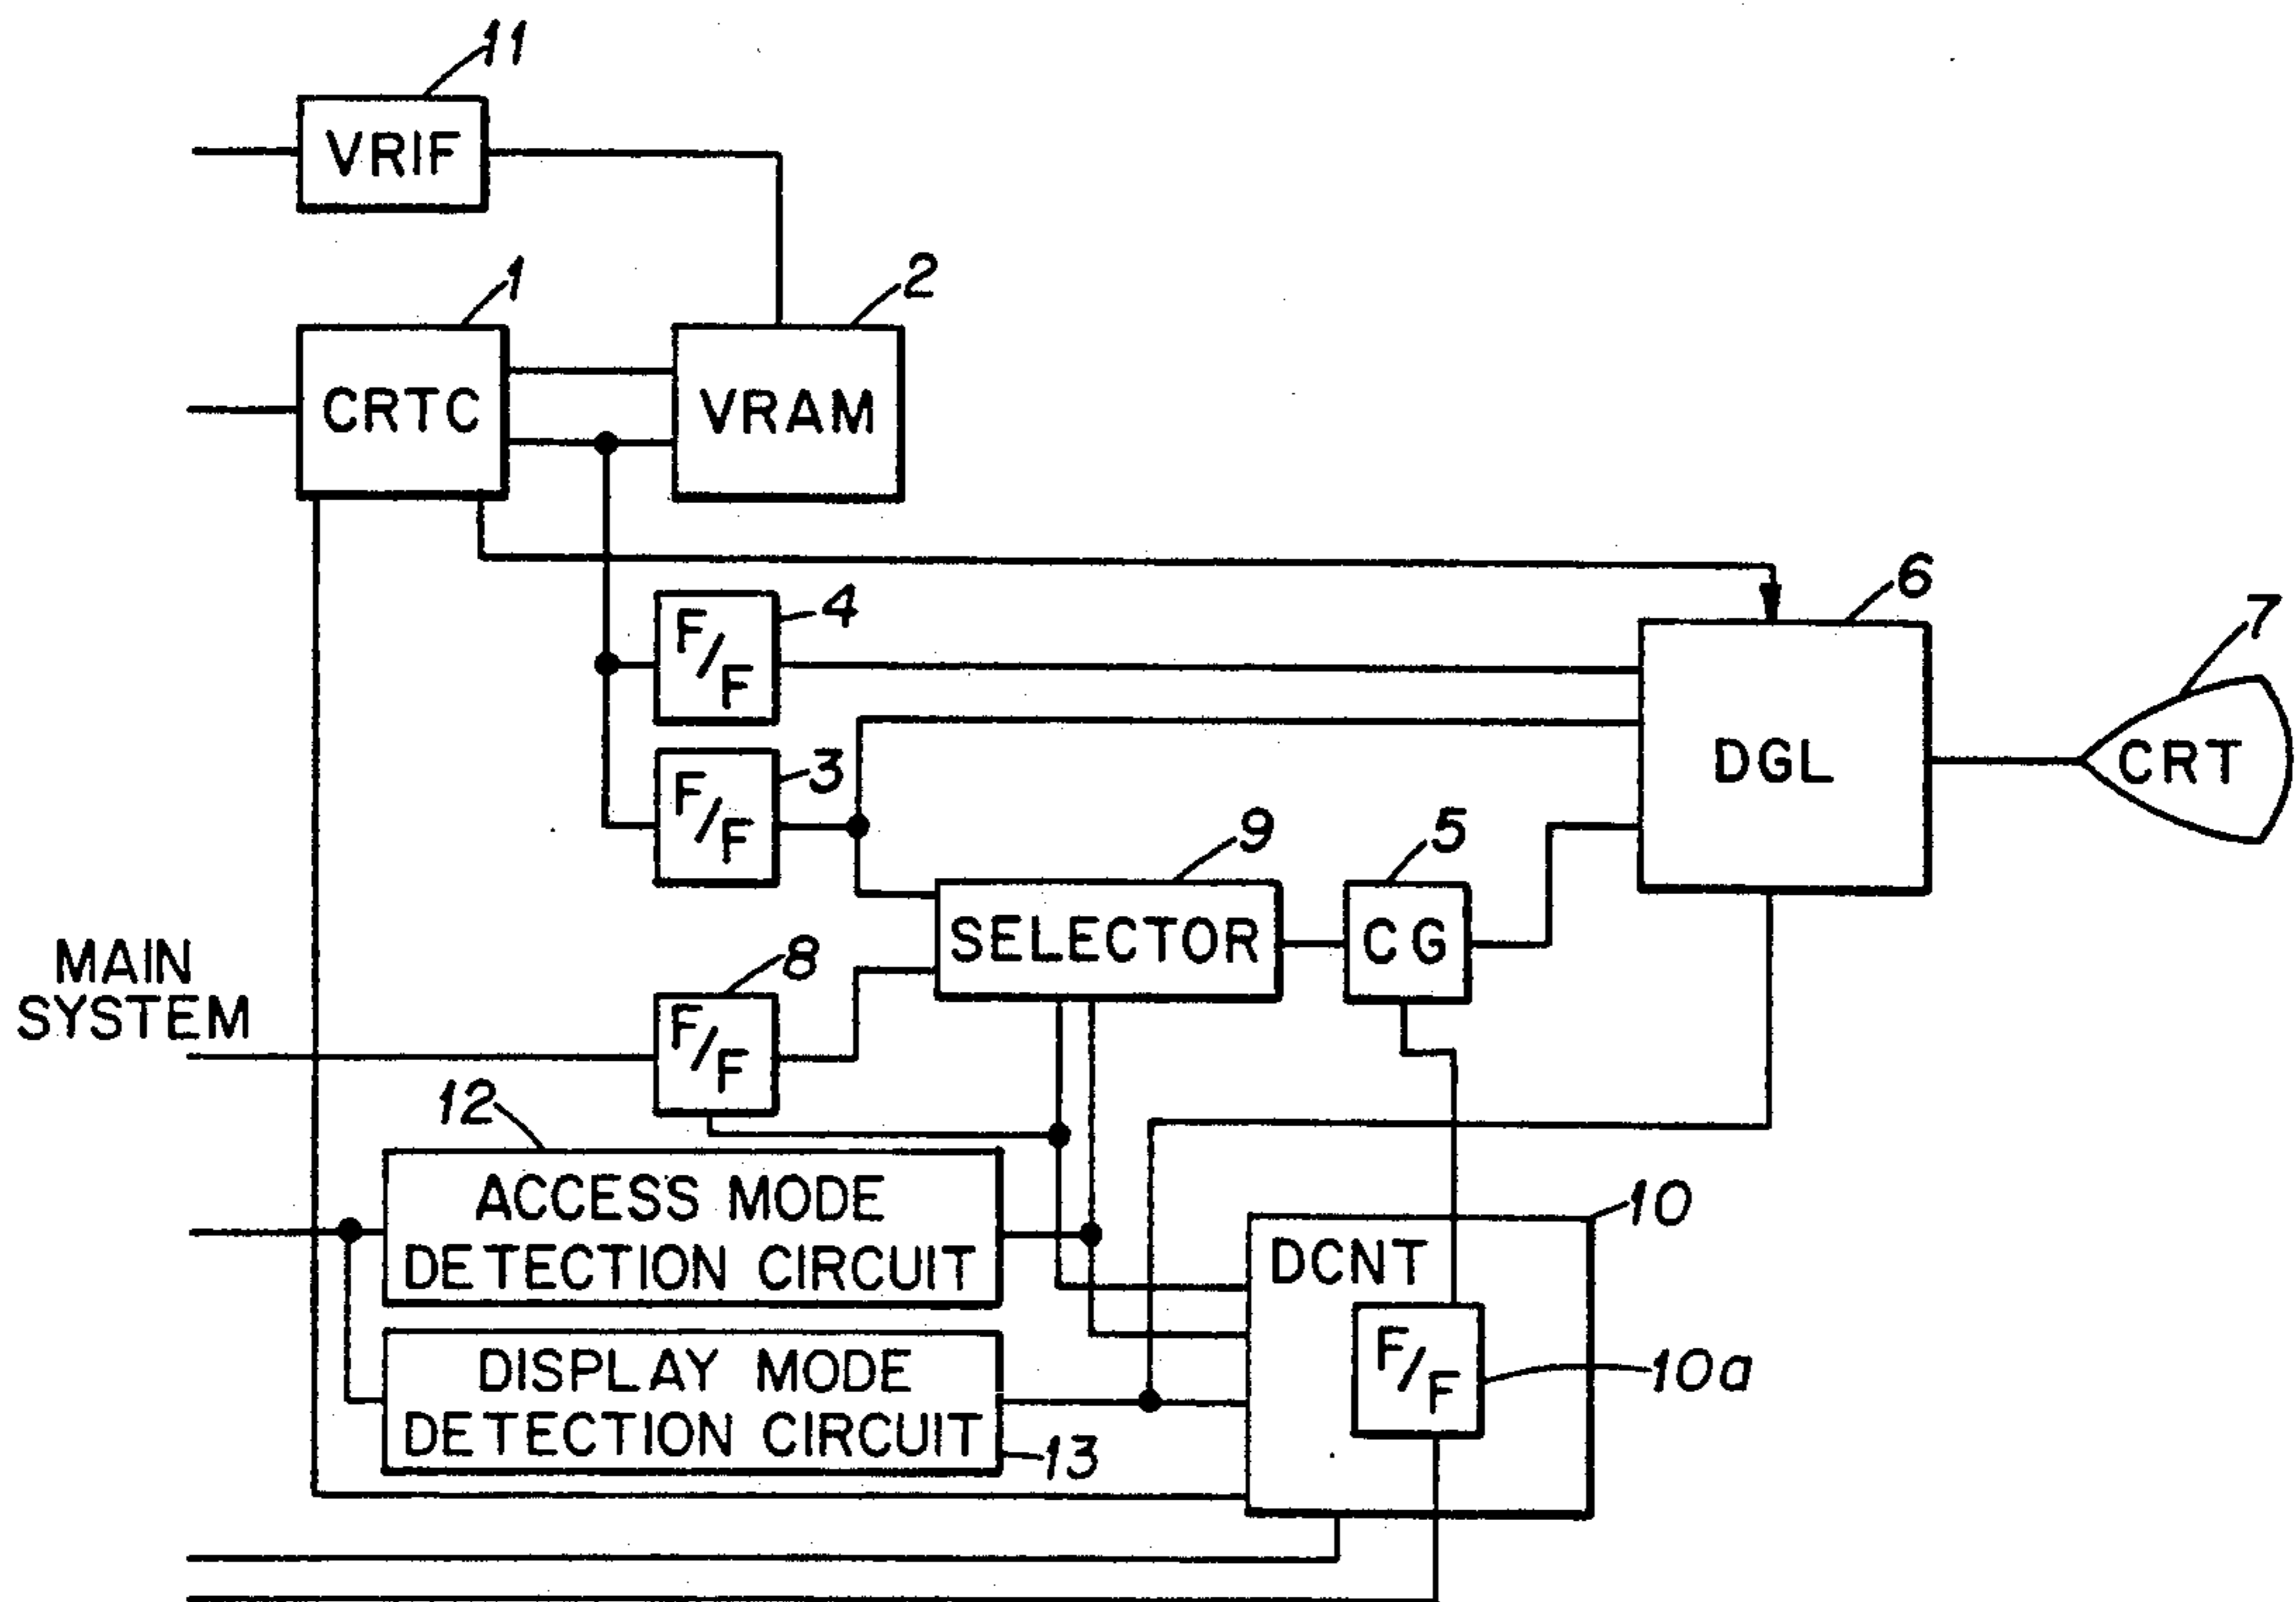 11
VRIF
1
2
CRTC
VRAM
4
F/F
6
7
3
F/F
DGL
CRT
9
5
SELECTOR
CG
MAIN
SYSTEM
8
F/F
12
ACCESS MODE
DETECTION CIRCUIT
10
DCNT
F/F
10a
DISPLAY MODE
DETECTION CIRCUIT
13